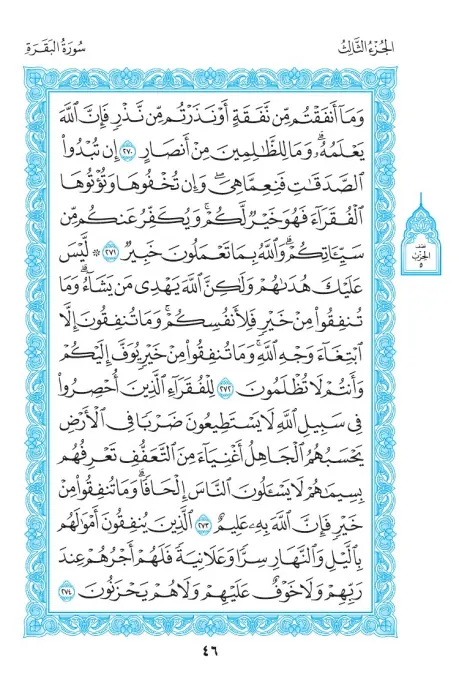 الجزء الثالث
سورة البقرة
وَمَآ أَنفَقْتُم مِّن نَّفَقَةٍ أَوْ نَذَرْتُم مِّن نَّذْرٍ فَإِنَّ ٱللَّهَ
يَعْلَمُهُۥۗ وَمَا لِلظَّٰلِمِينَ مِنْ أَنصَارٍ ٢٧٠ إِن تُبْدُوا۟
ٱلصَّدَقَٰتِ فَنِعِمَّا هِىَۖ وَإِن تُخْفُوهَا وَتُؤْتُوهَا
ٱلْفُقَرَآءَ فَهُوَ خَيْرٌ لَّكُمْۚ وَيُكَفِّرُ عَنكُم مِّن
سَيِّـَٔاتِكُمْۗ وَٱللَّهُ بِمَا تَعْمَلُونَ خَبِيرٌ ٢٧١ ۞ لَّيْسَ
عَلَيْكَ هُدَىٰهُمْ وَلَٰكِنَّ ٱللَّهَ يَهْدِى مَن يَشَآءُۗ وَمَا
تُنفِقُوا۟ مِنْ خَيْرٍ فَلِأَنفُسِكُمْۚ وَمَا تُنفِقُونَ إِلَّا
ٱبْتِغَآءَ وَجْهِ ٱللَّهِۚ وَمَا تُنفِقُوا۟ مِنْ خَيْرٍ يُوَفَّ إِلَيْكُمْ
وَأَنتُمْ لَا تُظْلَمُونَ ٢٧٢ لِلْفُقَرَآءِ ٱلَّذِينَ أُحْصِرُوا۟
فِى سَبِيلِ ٱللَّهِ لَا يَسْتَطِيعُونَ ضَرْبًا فِى ٱلْأَرْضِ
يَحْسَبُهُمُ ٱلْجَاهِلُ أَغْنِيَآءَ مِنَ ٱلتَّعَفُّفِ تَعْرِفُهُم
بِسِيمَٰهُمْ لَا يَسْـَٔلُونَ ٱلنَّاسَ إِلْحَافًاۗ وَمَا تُنفِقُوا۟ مِنْ
خَيْرٍ فَإِنَّ ٱللَّهَ بِهِۦ عَلِيمٌ ٢٧٣ ٱلَّذِينَ يُنفِقُونَ أَمْوَٰلَهُم
بِٱلَّيْلِ وَٱلنَّهَارِ سِرًّا وَعَلَانِيَةً فَلَهُمْ أَجْرُهُمْ عِندَ
رَبِّهِمْ وَلَا خَوْفٌ عَلَيْهِمْ وَلَا هُمْ يَحْزَنُونَ ٢٧٤
الحزب
٥
٤٦